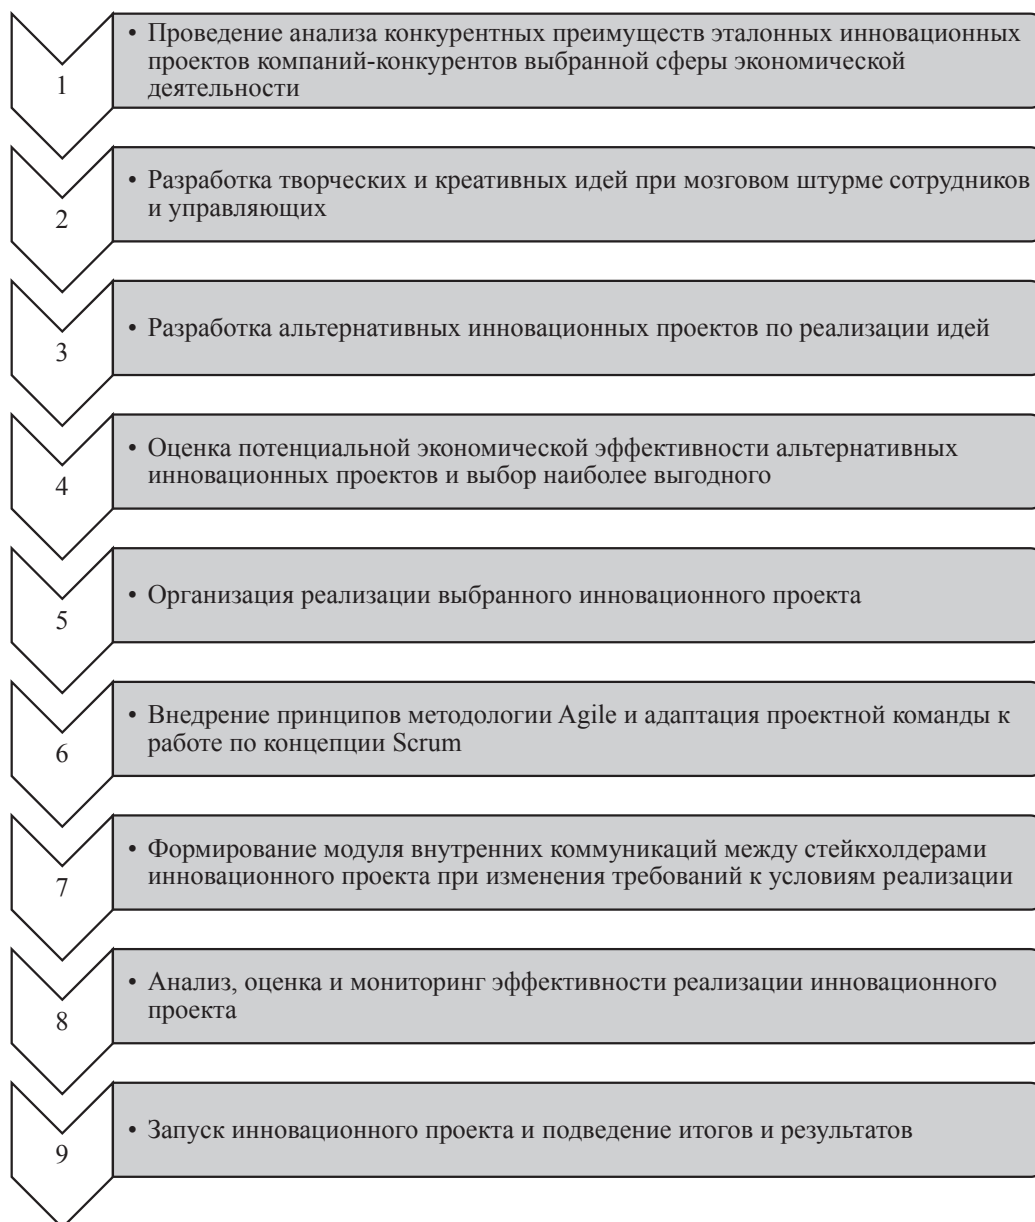 1
• Проведение анализа конкурентных преимуществ эталонных инновационных
проектов компаний-конкурентов выбранной сферы экономической
деятельности
2
• Разработка творческих и креативных идей при мозговом штурме сотрудников
и управляющих
3
• Разработка альтернативных инновационных проектов по реализации идей
4
• Оценка потенциальной экономической эффективности альтернативных
инновационных проектов и выбор наиболее выгодного
5
• Организация реализации выбранного инновационного проекта
6
• Внедрение принципов методологии Agile и адаптация проектной команды к
работе по концепции Scrum
7
• Формирование модуля внутренних коммуникаций между стейкхолдерами
инновационного проекта при изменения требований к условиям реализации
8
• Анализ, оценка и мониторинг эффективности реализации инновационного
проекта
9
• Запуск инновационного проекта и подведение итогов и результатов